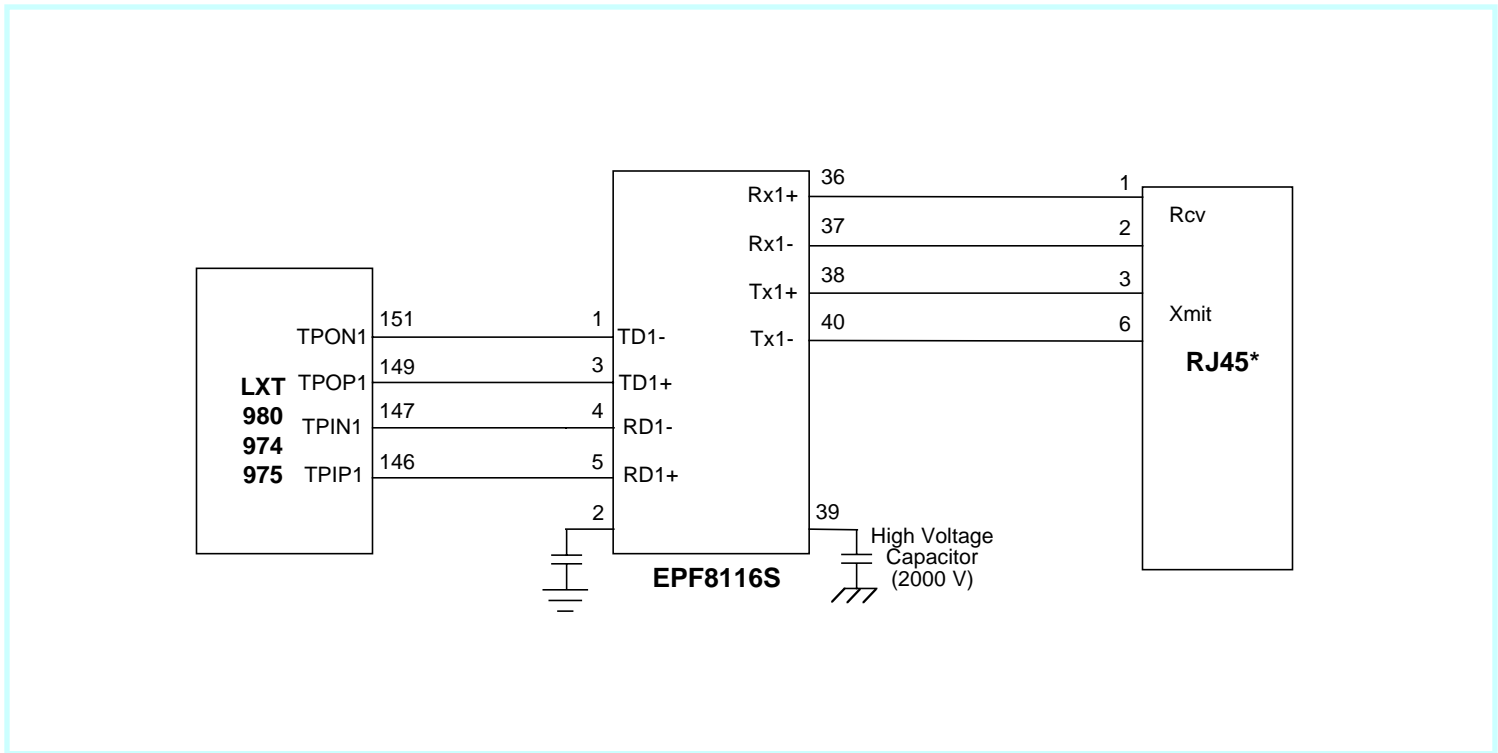 LXT
980
974
975
TPON1
TPOP1
TPIN1
TPIP1
151
149
147
146
1
3
4
5
2
TD1-
TD1+
RD1-
RD1+
Rx1+
Rx1-
Tx1+
Tx1-
EPF8116S
36
37
38
40
39
High Voltage
Capacitor
(2000 V)
1
2
3
6
Rcv
Xmit
RJ45*